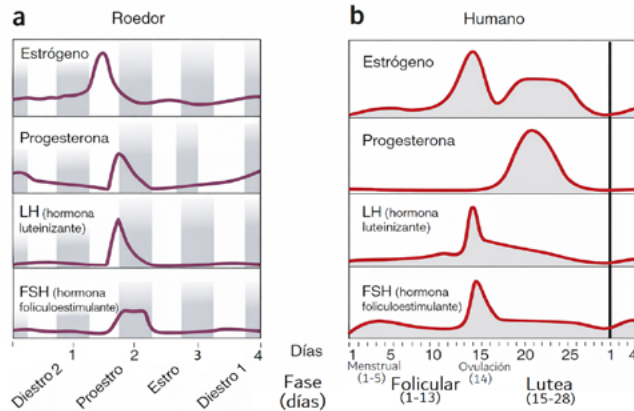 a
Roedor
Estrógeno
Progesterona
LH (hormona
luteinizante)
FSH (hormona
foliculoestimulante)
1 2 3 4
Diestro 2 Proestro Estro Diestro 1
Días
Fase
(días)
b
Humano
Estrógeno
Progesterona
LH (hormona
luteinizante)
FSH (hormona
foliculoestimulante)
1 5 10 15 20 25 1 4
Menstrual
(1-5)
Folicular
(1-13)
Ovulación
(14)
Lutea
(15-28)